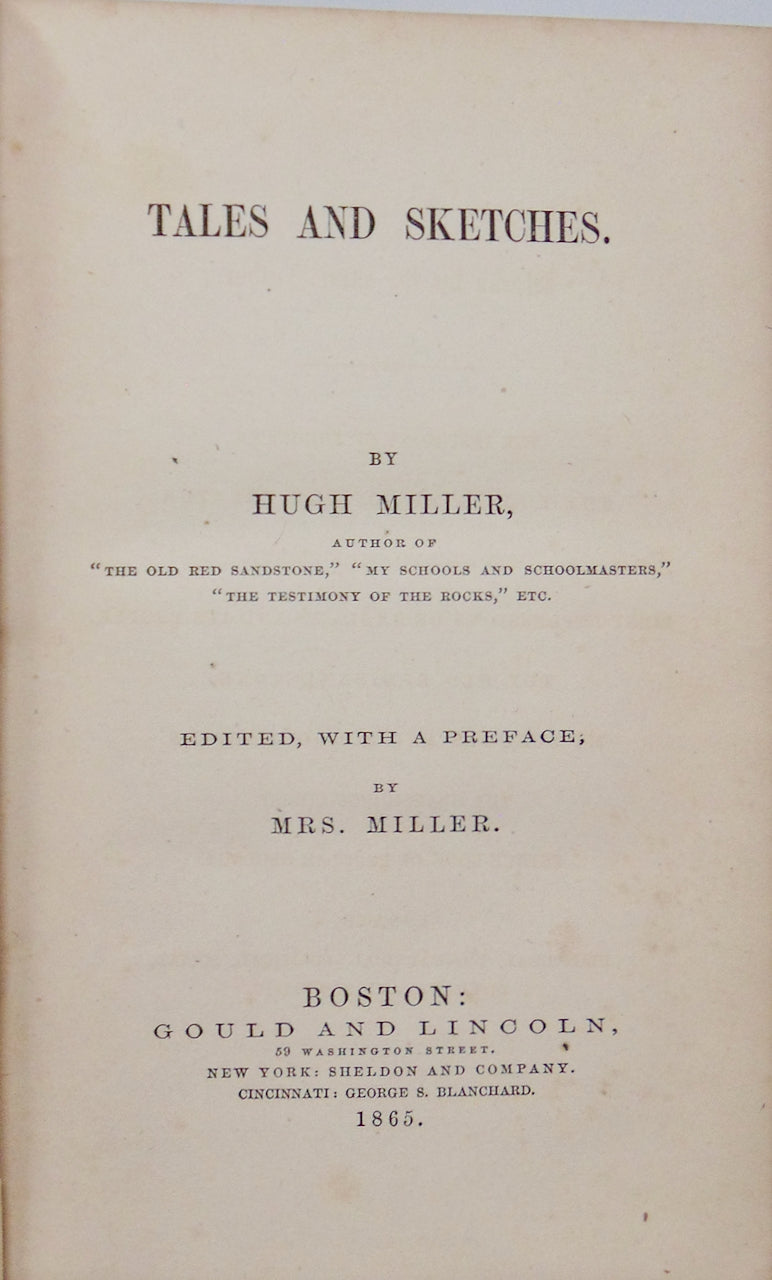 TALES AND SKETCHES.
BY
HUGH MILLER,
AUTHOR OF
“THE OLD RED SANDSTONE,” “MY SCHOOLS AND SCHOOLMASTERS,”
“THE TESTIMONY OF THE ROCKS,” ETC.
EDITED, WITH A PREFACE,
BY
MRS. MILLER.
BOSTON:
GOULD AND LINCOLN,
59 WASHINGTON STREET.
NEW YORK: SHELDON AND COMPANY.
CINCINNATI: GEORGE S. BLANCHARD.
1865.